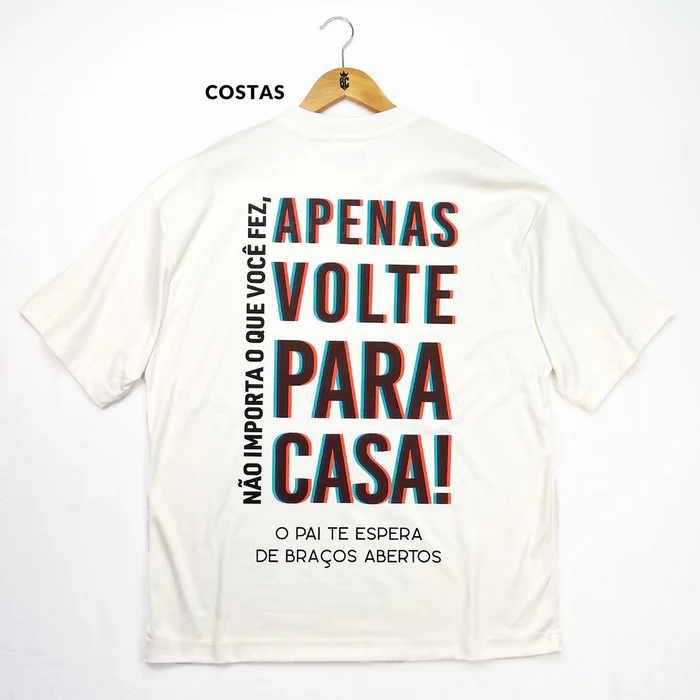 COSTAS
NÃO IMPORTA O QUE VOCÊ FEZ,
APENAS
VOLTE
PARA
CASA!
O PAI TE ESPERA
DE BRAÇOS ABERTOS